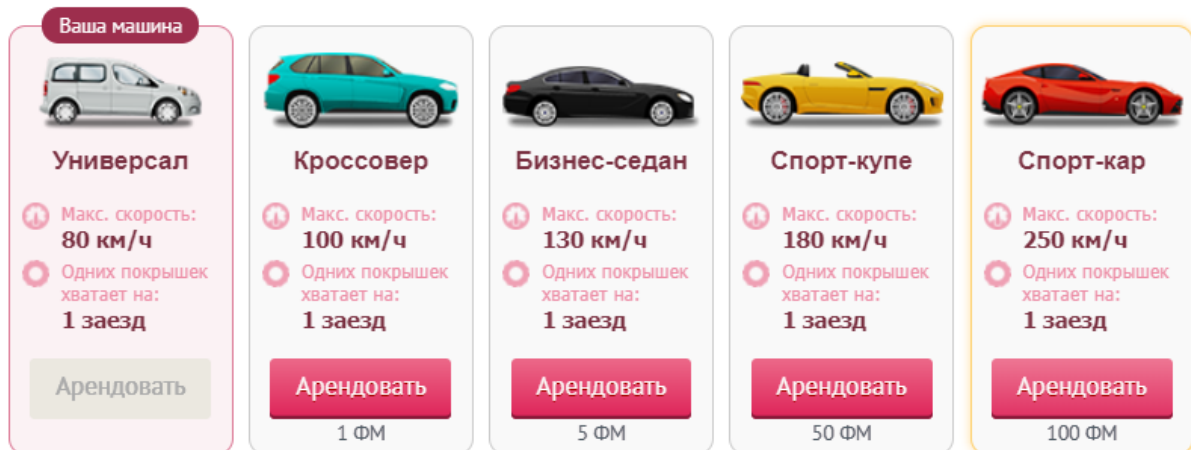 Ваша машина
Универсал
Макс. скорость:
80 км/ч
Одних покрышек
хватает на:
1 заезд
Арендовать
Кроссовер
Макс. скорость:
100 км/ч
Одних покрышек
хватает на:
1 заезд
Арендовать
1 ФМ
Бизнес-седан
Макс. скорость:
130 км/ч
Одних покрышек
хватает на:
1 заезд
Арендовать
5 ФМ
Спорт-купе
Макс. скорость:
180 км/ч
Одних покрышек
хватает на:
1 заезд
Арендовать
50 ФМ
Спорт-кар
Макс. скорость:
250 км/ч
Одних покрышек
хватает на:
1 заезд
Арендовать
100 ФМ